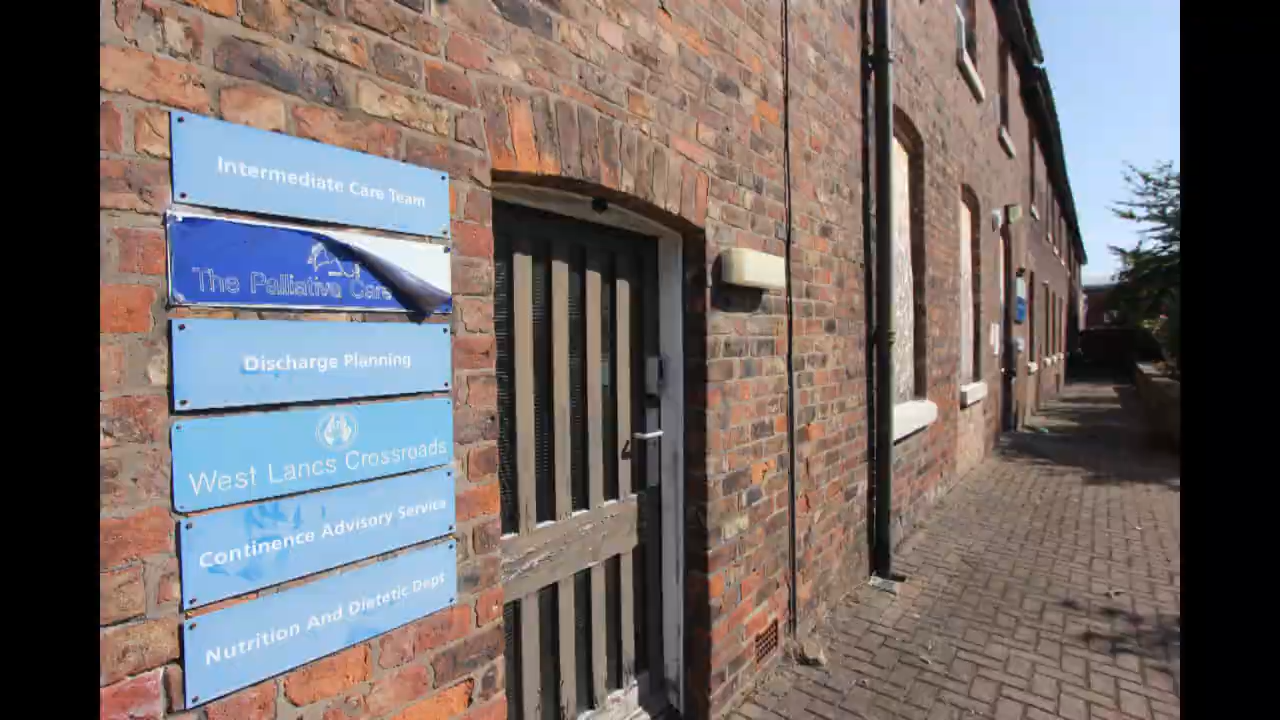 Intermediate Care Team
The Palliative Care
Discharge Planning
West Lancs Crossroads
Continence Advisory Service
Nutrition And Dietetic Dept